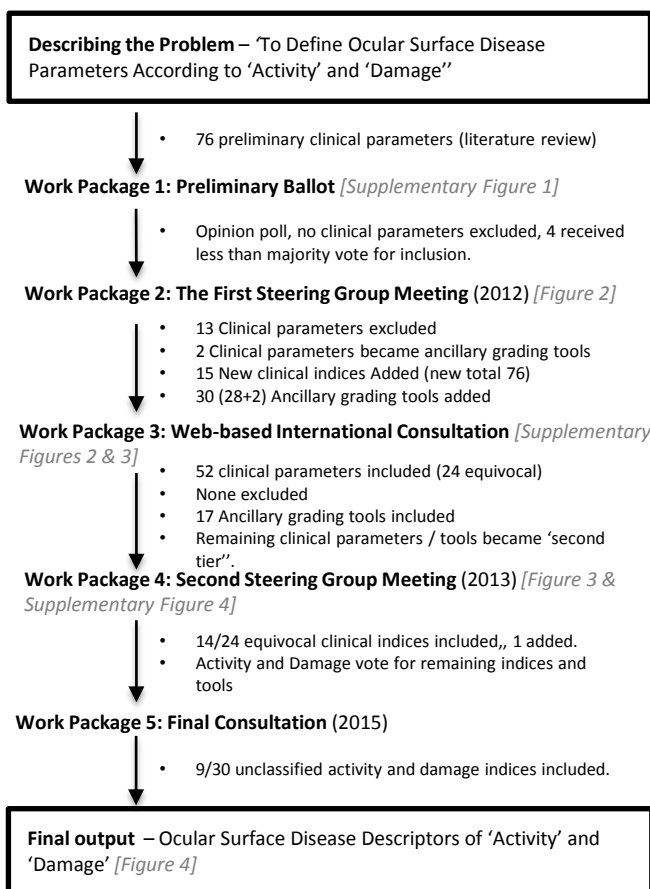 Describing the Problem – ‘To Define Ocular Surface Disease
Parameters According to ‘Activity’ and ‘Damage’’
• 76 preliminary clinical parameters (literature review)
Work Package 1: Preliminary Ballot [Supplementary Figure 1]
• Opinion poll, no clinical parameters excluded, 4 received
less than majority vote for inclusion.
Work Package 2: The First Steering Group Meeting (2012) [Figure 2]
• 13 Clinical parameters excluded
• 2 Clinical parameters became ancillary grading tools
• 15 New clinical indices Added (new total 76)
• 30 (28+2) Ancillary grading tools added
Work Package 3: Web-based International Consultation [Supplementary
Figures 2 & 3]
• 52 clinical parameters included (24 equivocal)
• None excluded
• 17 Ancillary grading tools included
• Remaining clinical parameters / tools became ‘second
tier’’.
Work Package 4: Second Steering Group Meeting (2013) [Figure 3 &
Supplementary Figure 4]
• 14/24 equivocal clinical indices included,, 1 added.
• Activity and Damage vote for remaining indices and
tools
Work Package 5: Final Consultation (2015)
• 9/30 unclassified activity and damage indices included.
Final output – Ocular Surface Disease Descriptors of ‘Activity’ and
‘Damage’ [Figure 4]